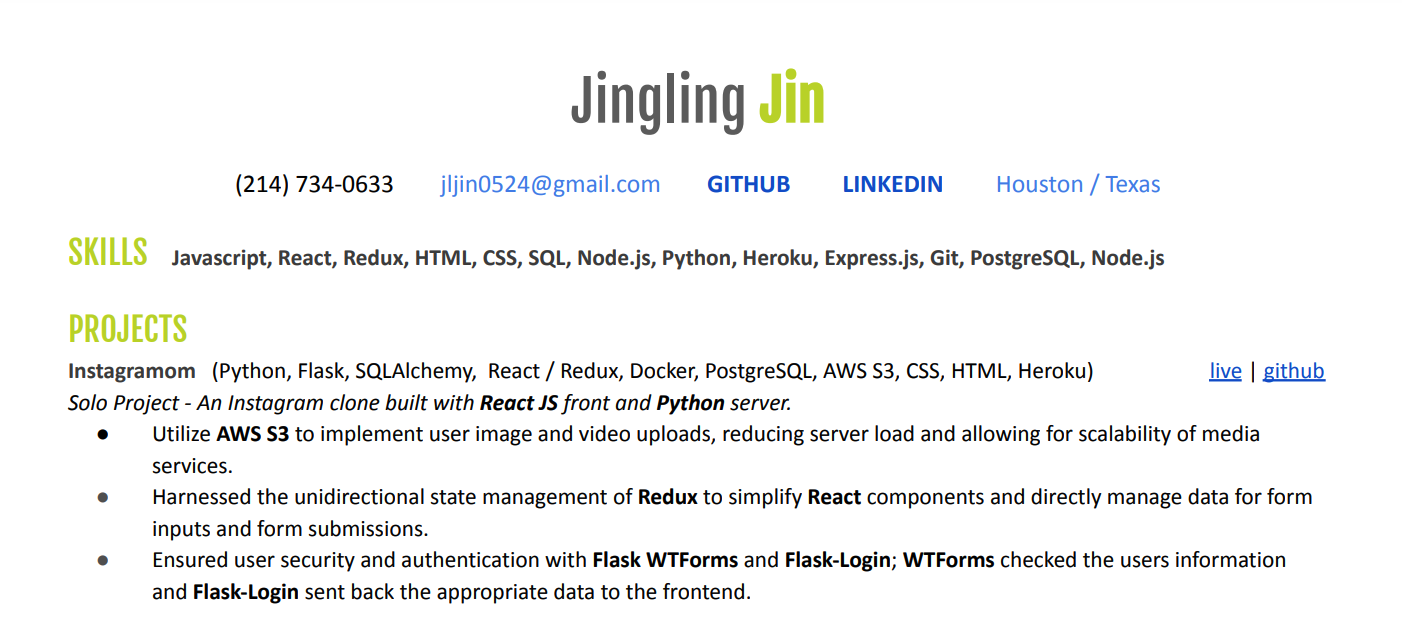 Jingling Jin
(214) 734-0633 jljin0524@gmail.com GITHUB LINKEDIN Houston / Texas
SKILLS Javascript, React, Redux, HTML, CSS, SQL, Node.js, Python, Heroku, Express.js, Git, PostgreSQL, Node.js
PROJECTS
Instagramom (Python, Flask, SQLAlchemy, React / Redux, Docker, PostgreSQL, AWS S3, CSS, HTML, Heroku) live | github
Solo Project - An Instagram clone built with React JS front and Python server.
● Utilize AWS S3 to implement user image and video uploads, reducing server load and allowing for scalability of media
services.
● Harnessed the unidirectional state management of Redux to simplify React components and directly manage data for form
inputs and form submissions.
● Ensured user security and authentication with Flask WTForms and Flask-Login; WTForms checked the users information
and Flask-Login sent back the appropriate data to the frontend.